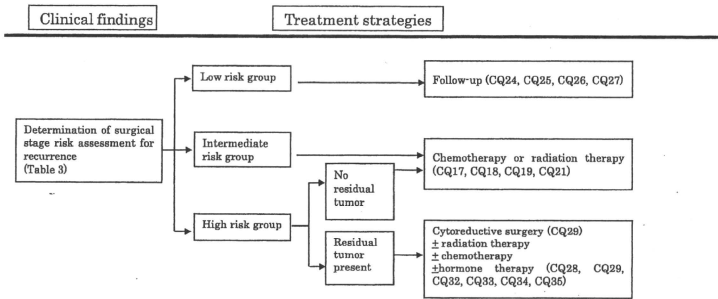 Clinical findings
Treatment strategies
Low risk group
Follow-up (CQ24, CQ25, CQ26, CQ27)
Determination of surgical
stage risk assessment for
recurrence
(Table 3)
Intermediate
risk group
Chemotherapy or radiation therapy
(CQ17, CQ18, CQ19, CQ21)
No
residual
tumor
High risk group
Residual
tumor
present
Cytoreductive surgery (CQ29)
± radiation therapy
± chemotherapy
±hormone therapy (CQ28, CQ29,
CQ32, CQ33, CQ34, CQ35)